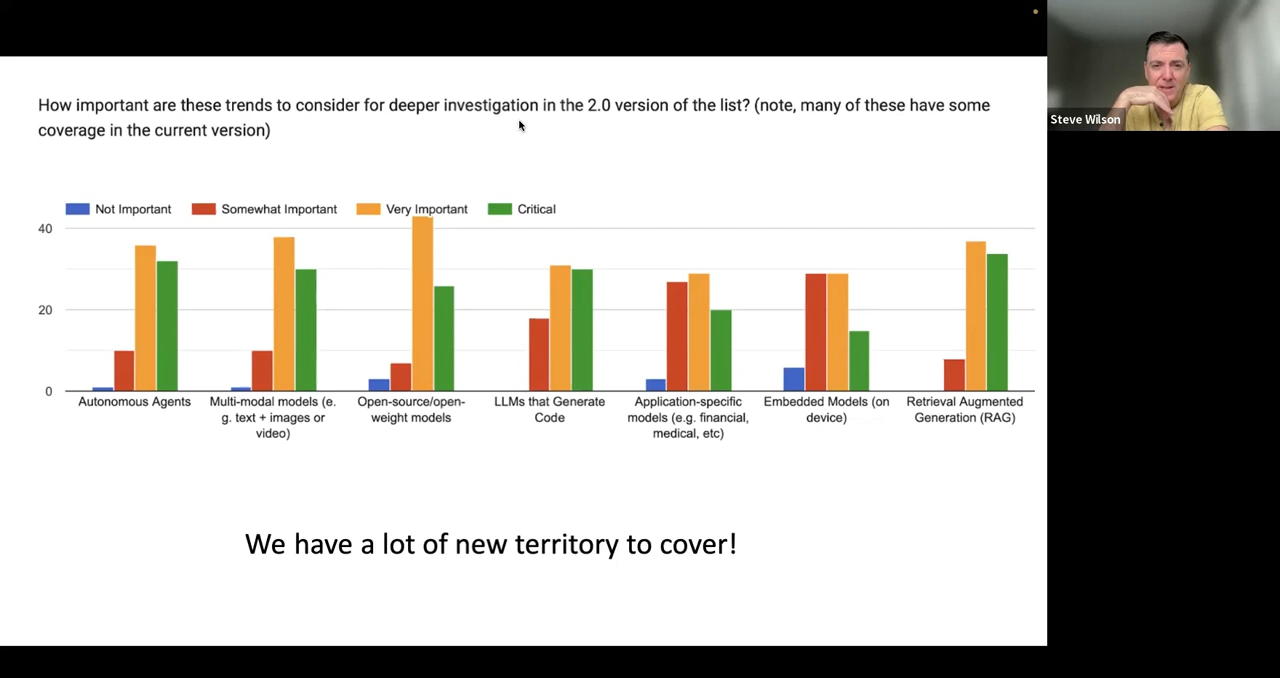 How important are these trends to consider for deeper investigation in the 2.0 version of the list? (note, many of these have some
coverage in the current version)
Steve Wilson
Not Important
Somewhat Important
Very Important
Critical
40
20
0
Autonomous Agents
Multi-modal models (e.
g. text + images or
video)
Open-source/open-
weight models
LLMs that Generate
Code
Application-specific
models (e.g. financial,
medical, etc)
Embedded Models (on
device)
Retrieval Augmented
Generation (RAG)
We have a lot of new territory to cover!